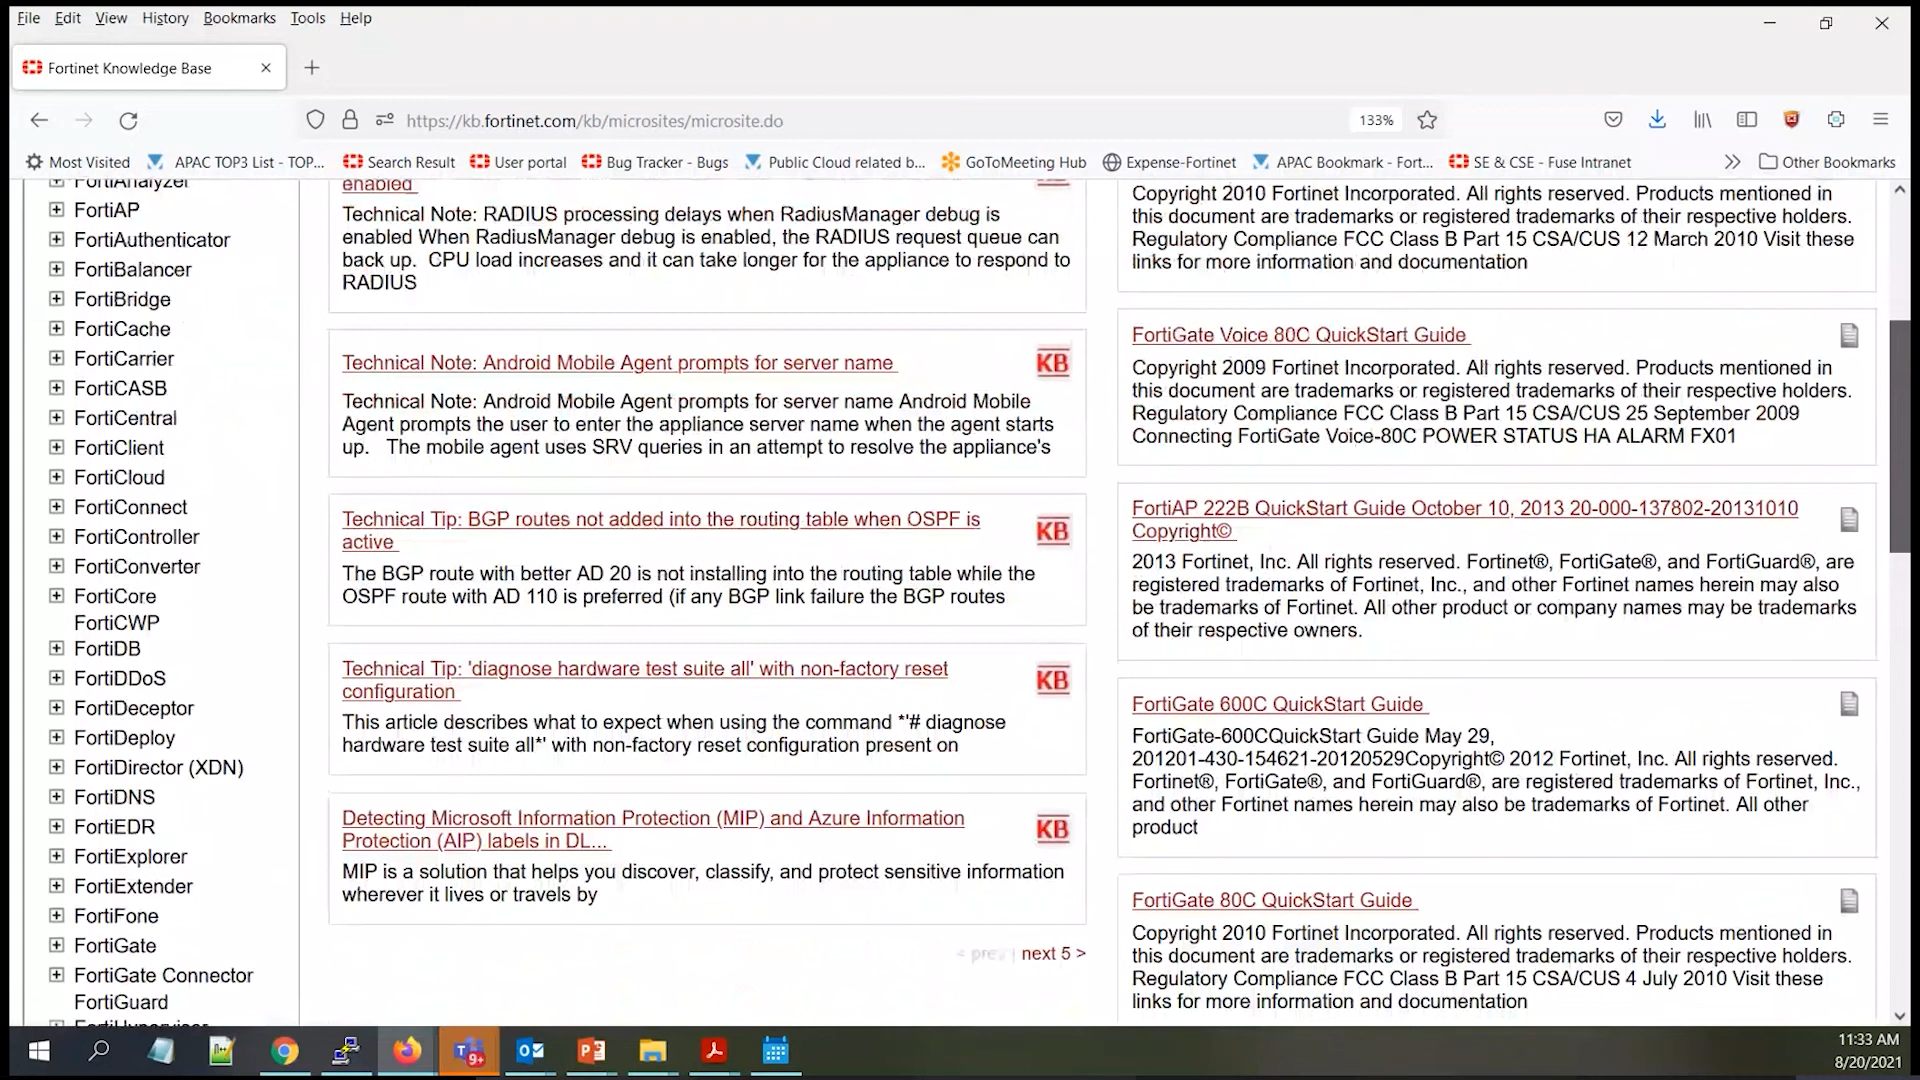 File Edit View History Bookmarks Tools Help
Fortinet Knowledge Base
https://kb.fortinet.com/kb/microsites/microsite.do
133%
Most Visited APAC TOP3 List - TOP... Search Result User portal Bug Tracker - Bugs Public Cloud related b... GoToMeeting Hub Expense-Fortinet APAC Bookmark - Fort... SE & CSE - Fuse Intranet Other Bookmarks
FortiAnalyzer
FortiAP
FortiAuthenticator
FortiBalancer
FortiBridge
FortiCache
FortiCarrier
FortiCASB
FortiCentral
FortiClient
FortiCloud
FortiConnect
FortiController
FortiConverter
FortiCore
FortiCWP
FortiDB
FortiDDoS
FortiDeceptor
FortiDeploy
FortiDirector (XDN)
FortiDNS
FortiEDR
FortiExplorer
FortiExtender
FortiFone
FortiGate
FortiGate Connector
FortiGuard
FortiHypervisor
enabled
Technical Note: RADIUS processing delays when RadiusManager debug is
enabled When RadiusManager debug is enabled, the RADIUS request queue can
back up. CPU load increases and it can take longer for the appliance to respond to
RADIUS
Technical Note: Android Mobile Agent prompts for server name
KB
Technical Note: Android Mobile Agent prompts for server name Android Mobile
Agent prompts the user to enter the appliance server name when the agent starts
up. The mobile agent uses SRV queries in an attempt to resolve the appliance's
Technical Tip: BGP routes not added into the routing table when OSPF is
active
KB
The BGP route with better AD 20 is not installing into the routing table while the
OSPF route with AD 110 is preferred (if any BGP link failure the BGP routes
Technical Tip: 'diagnose hardware test suite all' with non-factory reset
configuration
KB
This article describes what to expect when using the command *'# diagnose
hardware test suite all*' with non-factory reset configuration present on
Detecting Microsoft Information Protection (MIP) and Azure Information
Protection (AIP) labels in DL...
KB
MIP is a solution that helps you discover, classify, and protect sensitive information
wherever it lives or travels by
< prev | next 5 >
Copyright 2010 Fortinet Incorporated. All rights reserved. Products mentioned in
this document are trademarks or registered trademarks of their respective holders.
Regulatory Compliance FCC Class B Part 15 CSA/CUS 12 March 2010 Visit these
links for more information and documentation
FortiGate Voice 80C QuickStart Guide
Copyright 2009 Fortinet Incorporated. All rights reserved. Products mentioned in
this document are trademarks or registered trademarks of their respective holders.
Regulatory Compliance FCC Class B Part 15 CSA/CUS 25 September 2009
Connecting FortiGate Voice-80C POWER STATUS HA ALARM FX01
FortiAP 222B QuickStart Guide October 10, 2013 20-000-137802-20131010
Copyright©
2013 Fortinet, Inc. All rights reserved. Fortinet®, FortiGate®, and FortiGuard®, are
registered trademarks of Fortinet, Inc., and other Fortinet names herein may also
be trademarks of Fortinet. All other product or company names may be trademarks
of their respective owners.
FortiGate 600C QuickStart Guide
FortiGate-600CQuickStart Guide May 29,
201201-430-154621-20120529Copyright© 2012 Fortinet, Inc. All rights reserved.
Fortinet®, FortiGate®, and FortiGuard®, are registered trademarks of Fortinet, Inc.,
and other Fortinet names herein may also be trademarks of Fortinet. All other
product
FortiGate 80C QuickStart Guide
Copyright 2010 Fortinet Incorporated. All rights reserved. Products mentioned in
this document are trademarks or registered trademarks of their respective holders.
Regulatory Compliance FCC Class B Part 15 CSA/CUS 4 July 2010 Visit these
links for more information and documentation
9+
11:33 AM
8/20/2021